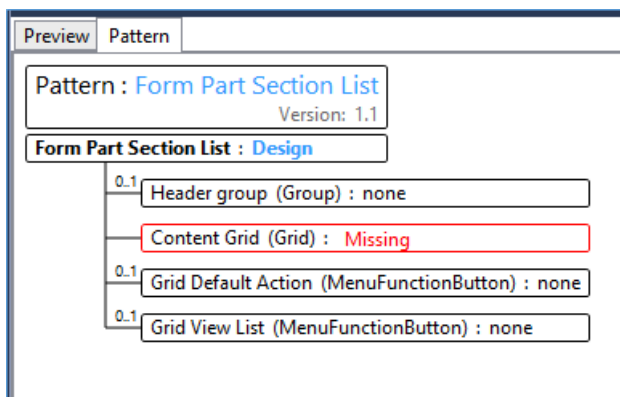 Preview Pattern
Pattern : Form Part Section List
Version: 1.1
Form Part Section List : Design
0..1
Header group (Group) : none
Content Grid (Grid) : Missing
0..1
Grid Default Action (MenuFunctionButton) : none
0..1
Grid View List (MenuFunctionButton) : none